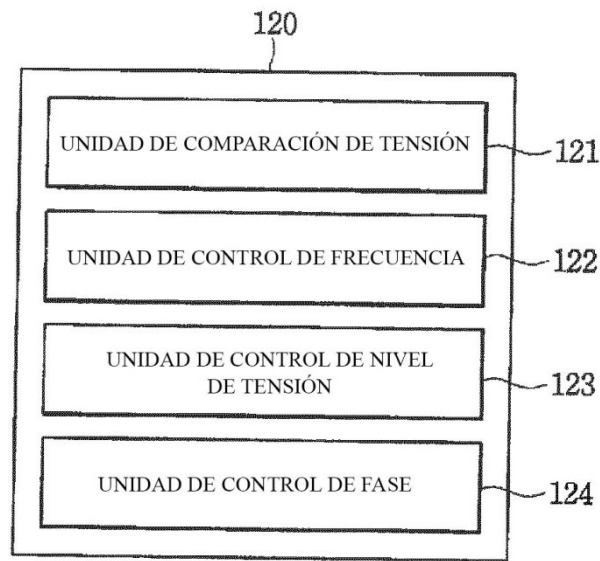 120
UNIDAD DE COMPARACIÓN DE TENSIÓN
121
UNIDAD DE CONTROL DE FRECUENCIA
122
UNIDAD DE CONTROL DE NIVEL
DE TENSIÓN
123
UNIDAD DE CONTROL DE FASE
124